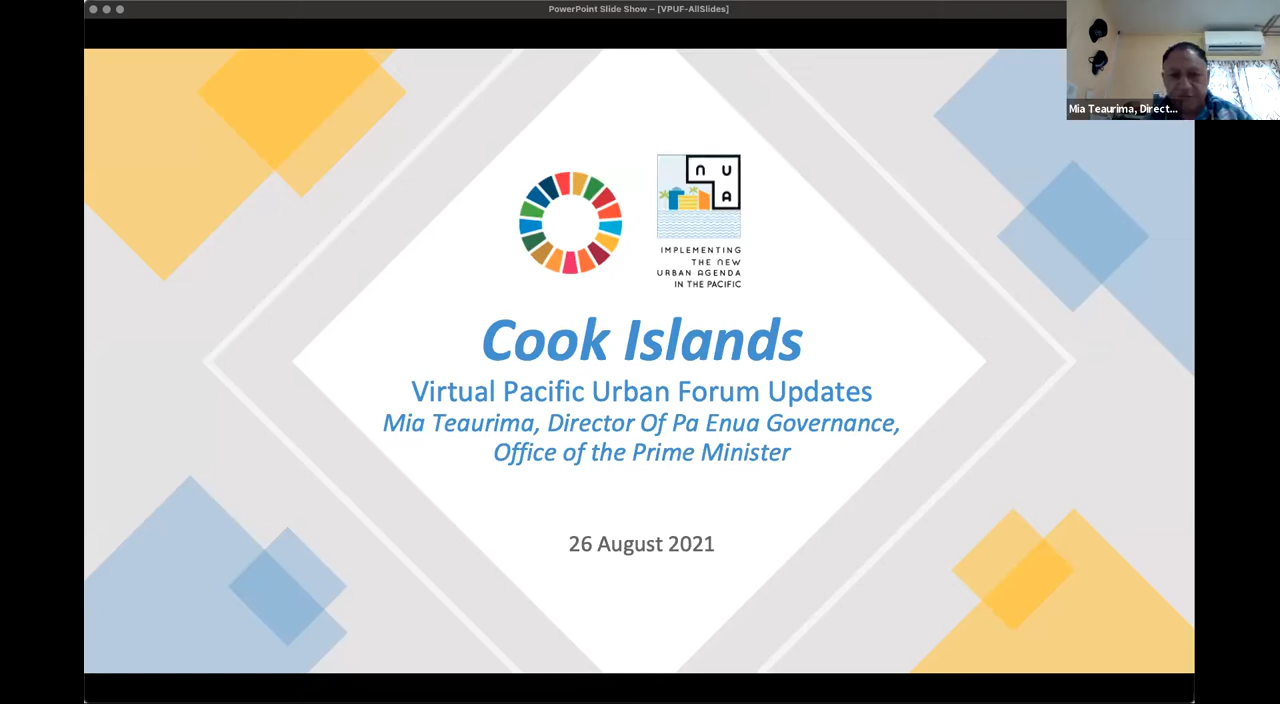 PowerPoint Slide Show – [VPUF-AllSlides]
Mia Teaurima, Direct...
NUA
IMPLEMENTING
THE NEW
URBAN AGENDA
IN THE PACIFIC
Cook Islands
Virtual Pacific Urban Forum Updates
Mia Teaurima, Director Of Pa Enua Governance,
Office of the Prime Minister
26 August 2021